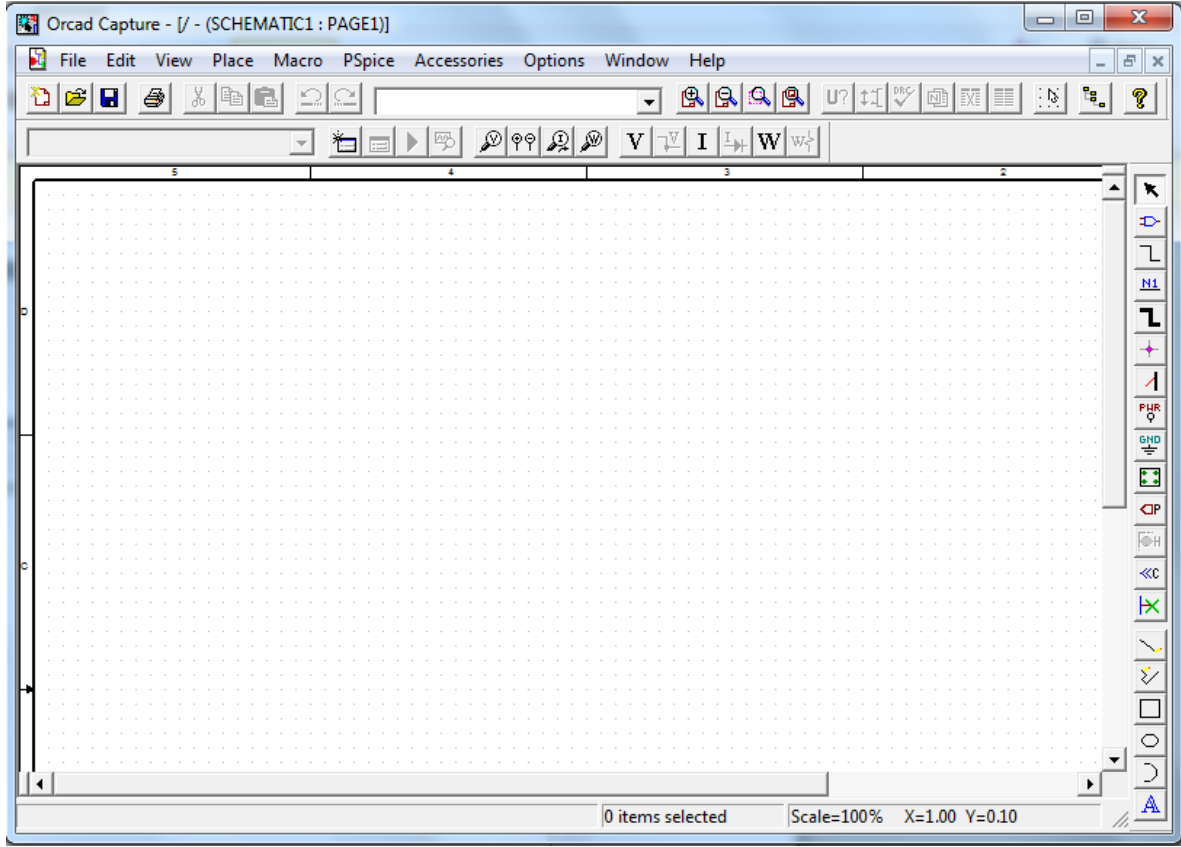 Orcad Capture - [/ - (SCHEMATIC1 : PAGE1)]
File Edit View Place Macro PSpice Accessories Options Window Help
U? DRC
V I W V I I W W
5 4 3 2
N1
D
PWR
GND
P
H
C
C
A
0 items selected Scale=100% X=1.00 Y=0.10